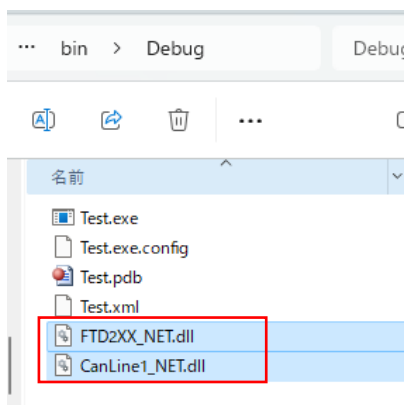 … bin > Debug Debug
…
名前
Test.exe
Test.exe.config
Test.pdb
Test.xml
FTD2XX_NET.dll
CanLine1_NET.dll